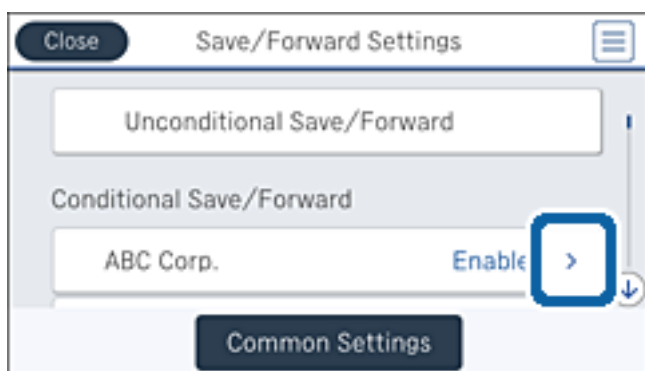 Close Save/Forward Settings
Unconditional Save/Forward
Conditional Save/Forward
ABC Corp. Enable
Common Settings